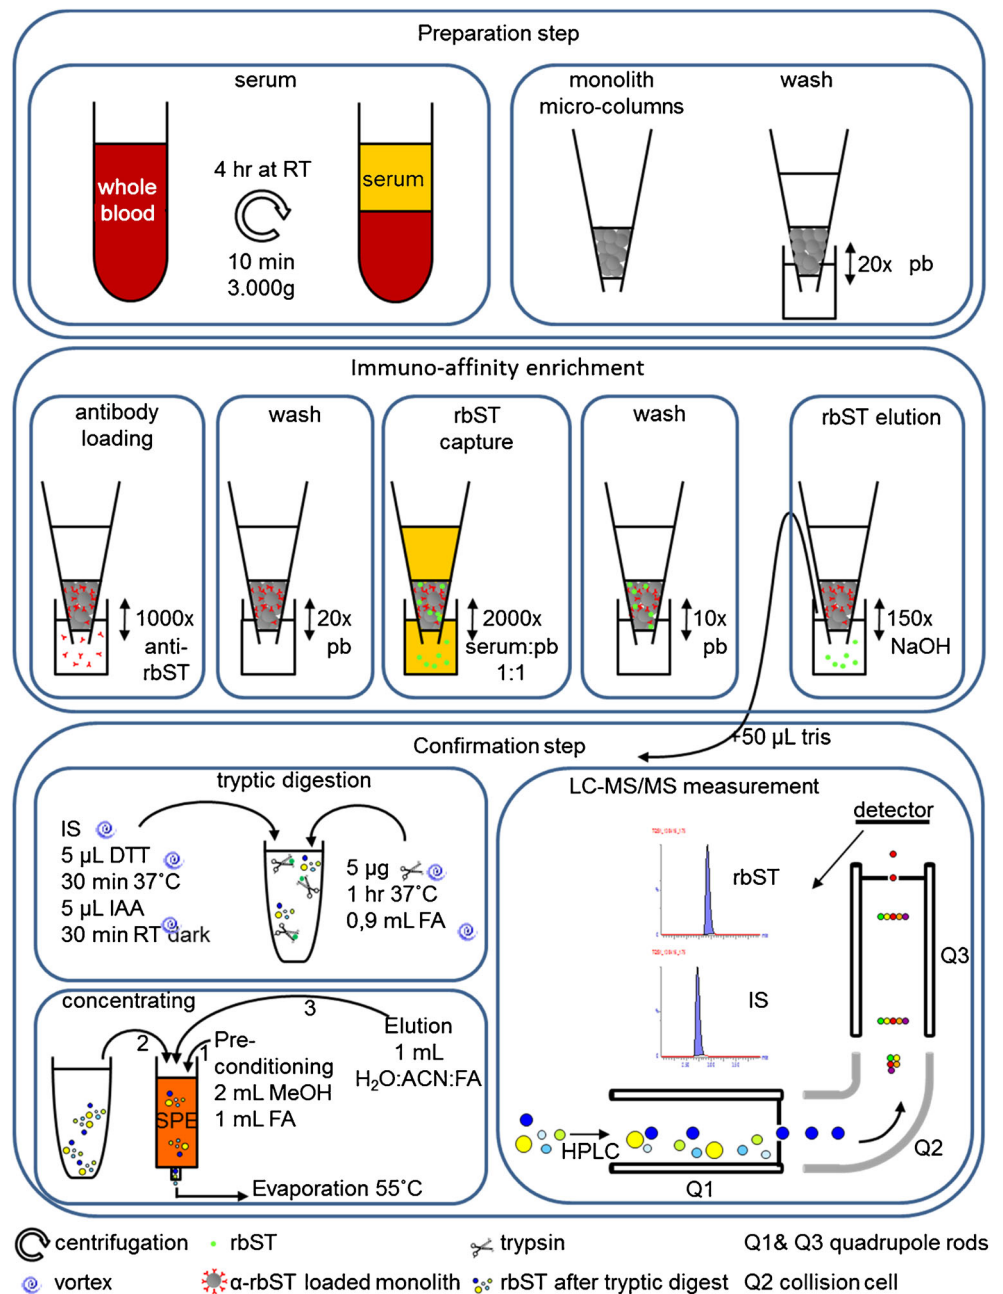 Preparation step
serum
whole
blood
4 hr at RT
10 min
3.000g
serum
monolith
micro-columns
wash
20x pb
Immuno-affinity enrichment
antibody
loading
1000x
anti-
rbST
wash
20x
pb
rbST
capture
2000x
serum:pb
1:1
wash
10x
pb
rbST elution
150x
NaOH
+50 µL tris
Confirmation step
tryptic digestion
IS
5 µL DTT
30 min 37˚C
5 µL IAA
30 min RT dark
5 µg
1 hr 37˚C
0,9 mL FA
concentrating
2
1
3
Pre-
conditioning
2 mL MeOH
1 mL FA
Elution
1 mL
H₂O:ACN:FA
SPE
Evaporation 55˚C
LC-MS/MS measurement
detector
rbST
IS
Q3
HPLC
Q1
Q2
centrifugation
rbST
trypsin
Q1& Q3 quadrupole rods
vortex
α-rbST loaded monolith
rbST after tryptic digest
Q2 collision cell